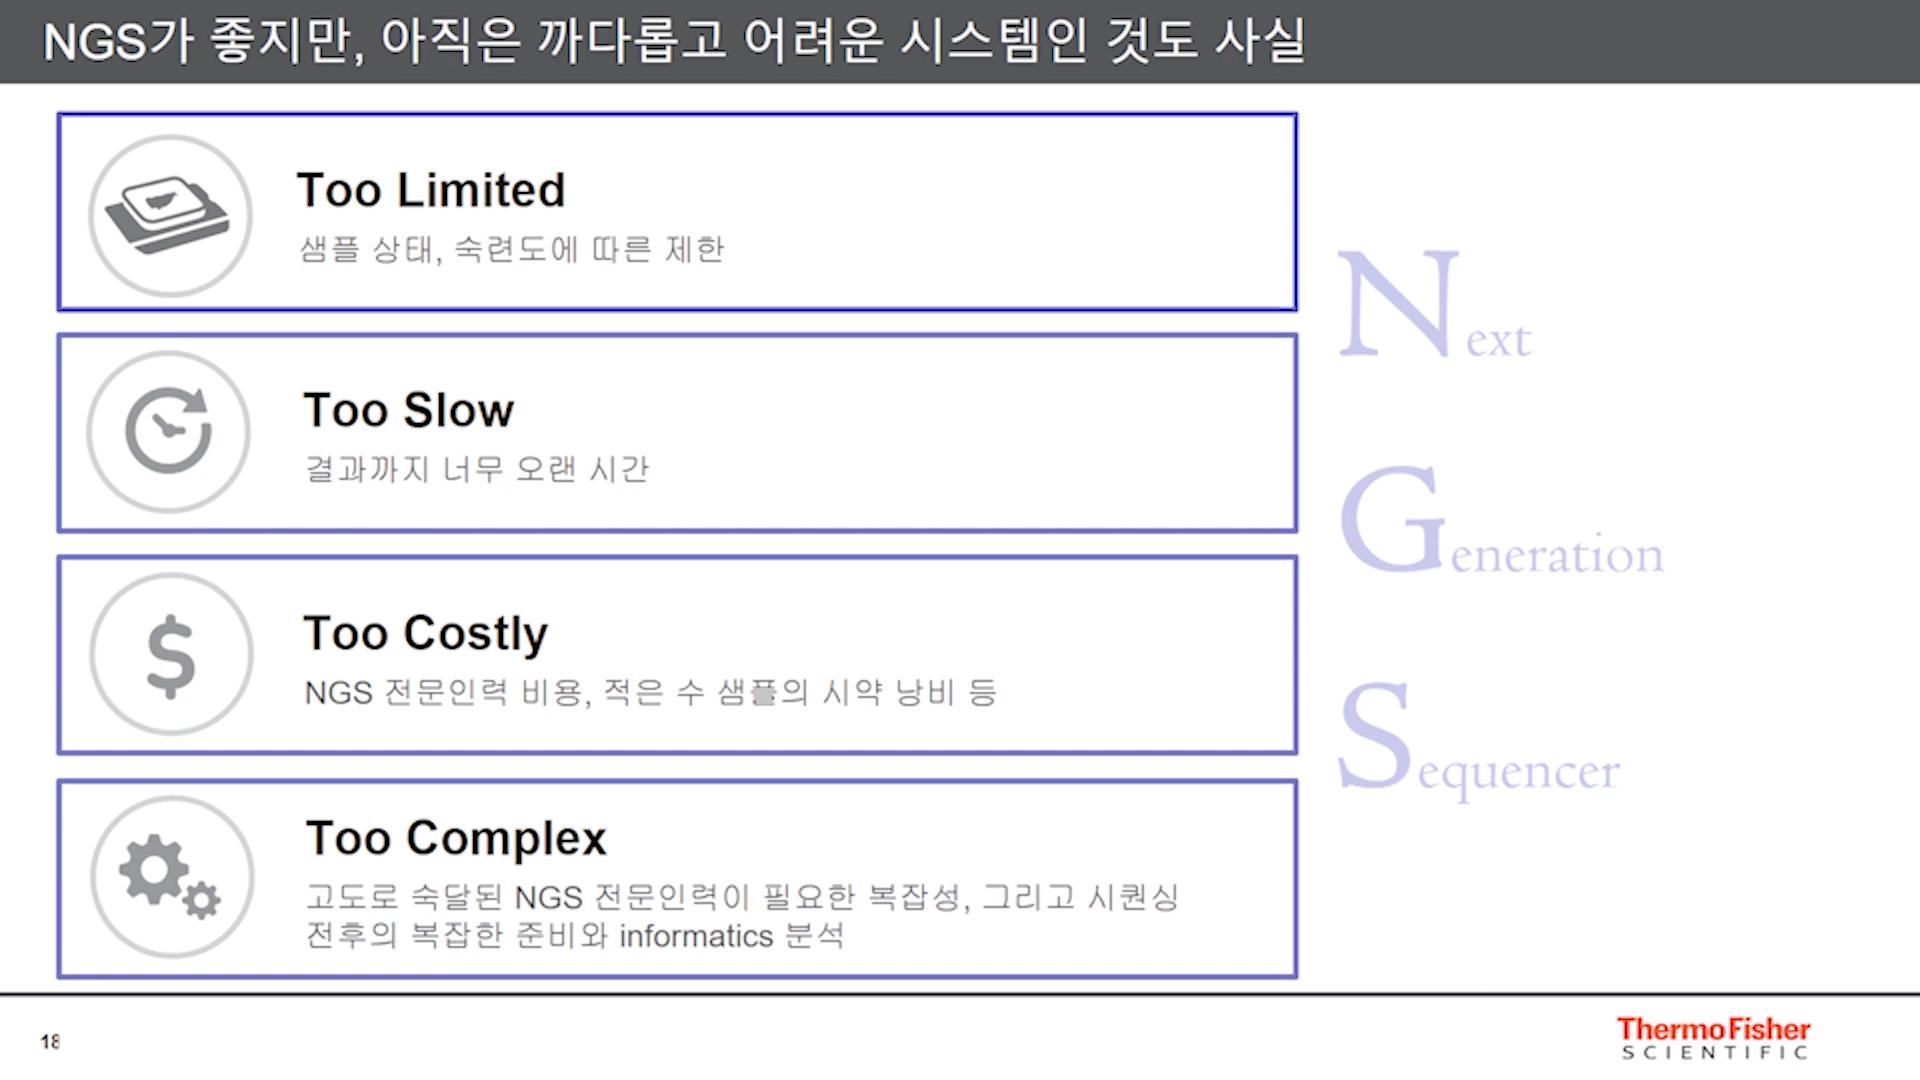 NGS가 좋지만, 아직은 까다롭고 어려운 시스템인 것도 사실
Too Limited
샘플 상태, 숙련도에 따른 제한
Too Slow
결과까지 너무 오랜 시간
Too Costly
NGS 전문인력 비용, 적은 수 샘플의 시약 낭비 등
Too Complex
고도로 숙달된 NGS 전문인력이 필요한 복잡성, 그리고 시퀀싱
전후의 복잡한 준비와 informatics 분석
Next
Generation
Sequencer
18
ThermoFisher
SCIENTIFIC